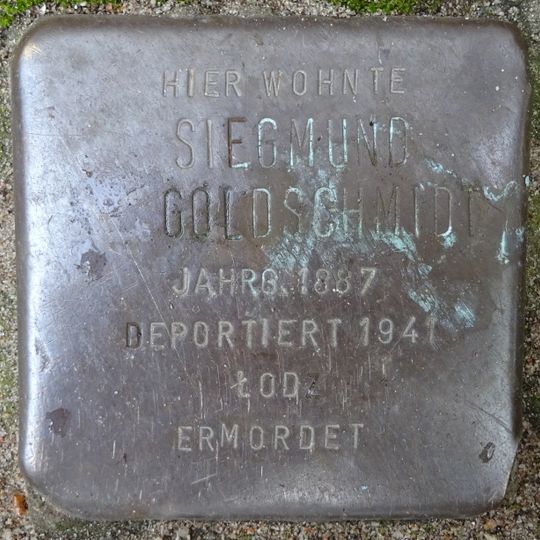 HIER WOHNTE
SIEGMUND
GOLDSCHMIDT
JAHRG. 1887
DEPORTIERT 1941
ŁODZ
ERMORDET